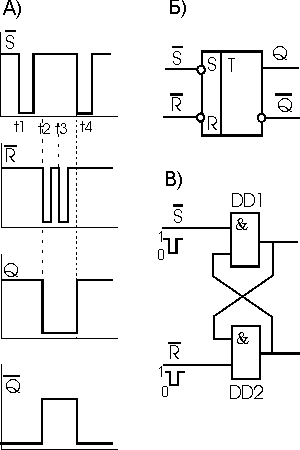 А)
S̅
t1 t2 t3 t4
R̅
Q
Q̅
Б)
S̅ S T Q
R̅ R Q̅
В)
S̅ DD1
1 &
0
R̅ &
1
0 DD2